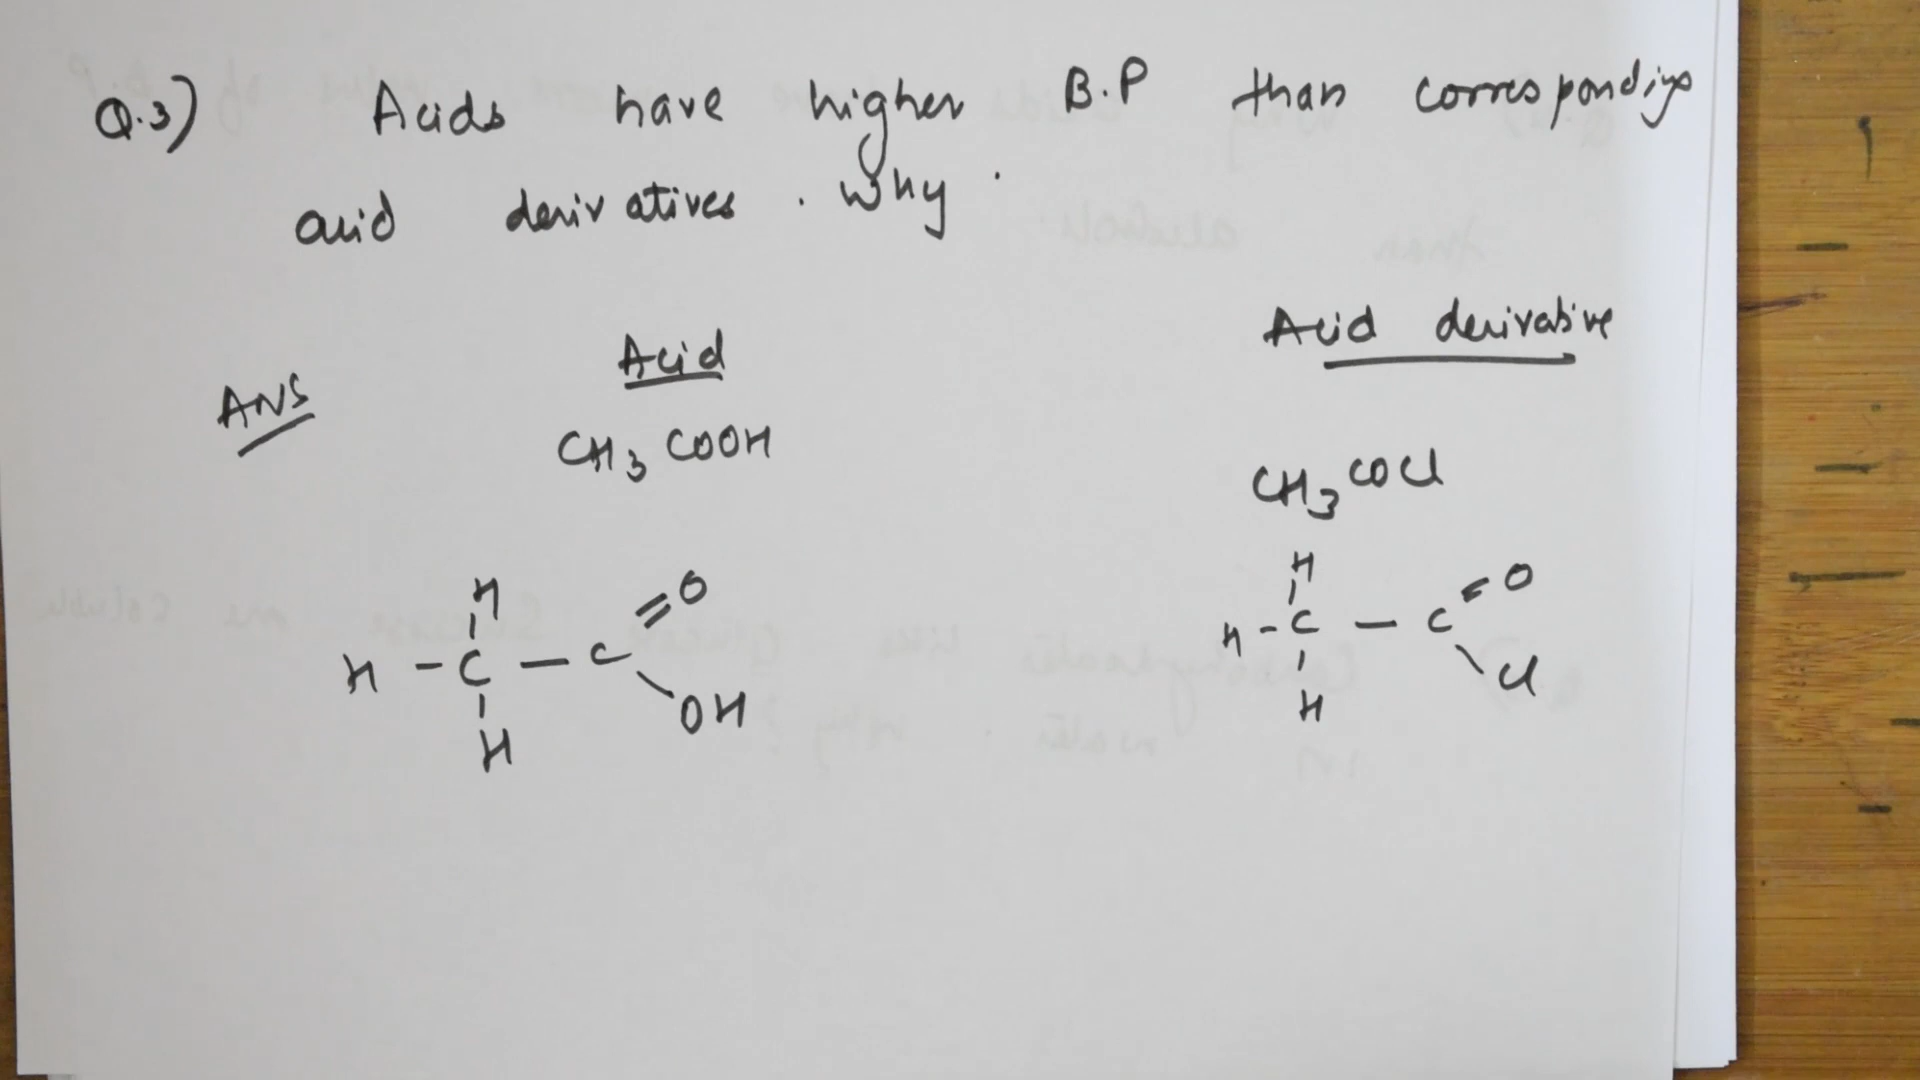 Q.3) Acids have higher B.P than corresponding
acid derivatives. Why.
ANS
Acid
CH3 COOH
H
H - C — C = O
OH
H
Acid derivative
CH3 COCl
H
H - C — C = O
Cl
H